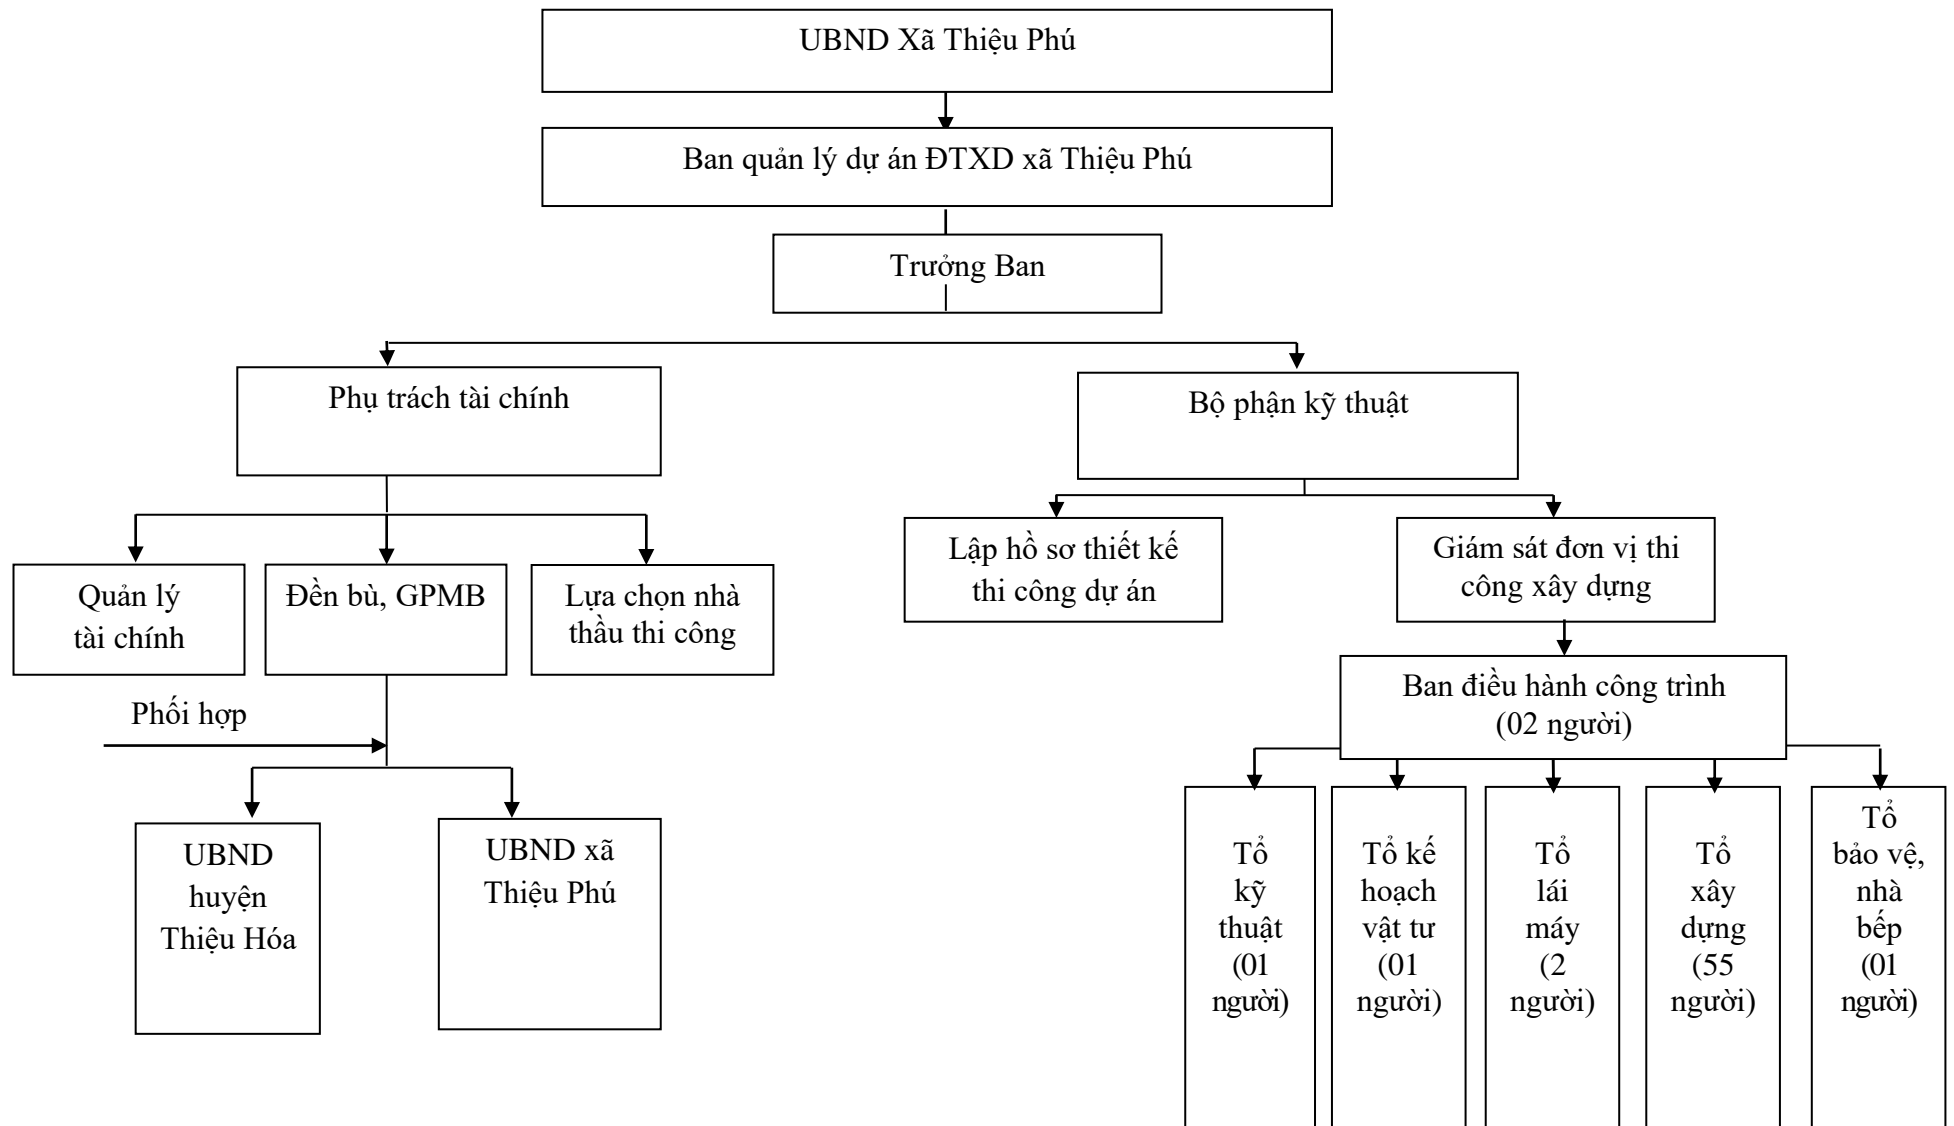 UBND Xã Thiệu Phú
Ban quản lý dự án ĐTXD xã Thiệu Phú
Trưởng Ban
Phụ trách tài chính
Bộ phận kỹ thuật
Quản lý
tài chính
Đền bù, GPMB
Lựa chọn nhà
thầu thi công
Lập hồ sơ thiết kế
thi công dự án
Giám sát đơn vị thi
công xây dựng
Phối hợp
Ban điều hành công trình
(02 người)
UBND
huyện
Thiệu Hóa
UBND xã
Thiệu Phú
Tổ
kỹ
thuật
(01
người)
Tổ kế
hoạch
vật tư
(01
người)
Tổ
lái
máy
(2
người)
Tổ
xây
dựng
(55
người)
Tổ
bảo vệ,
nhà
bếp
(01
người)